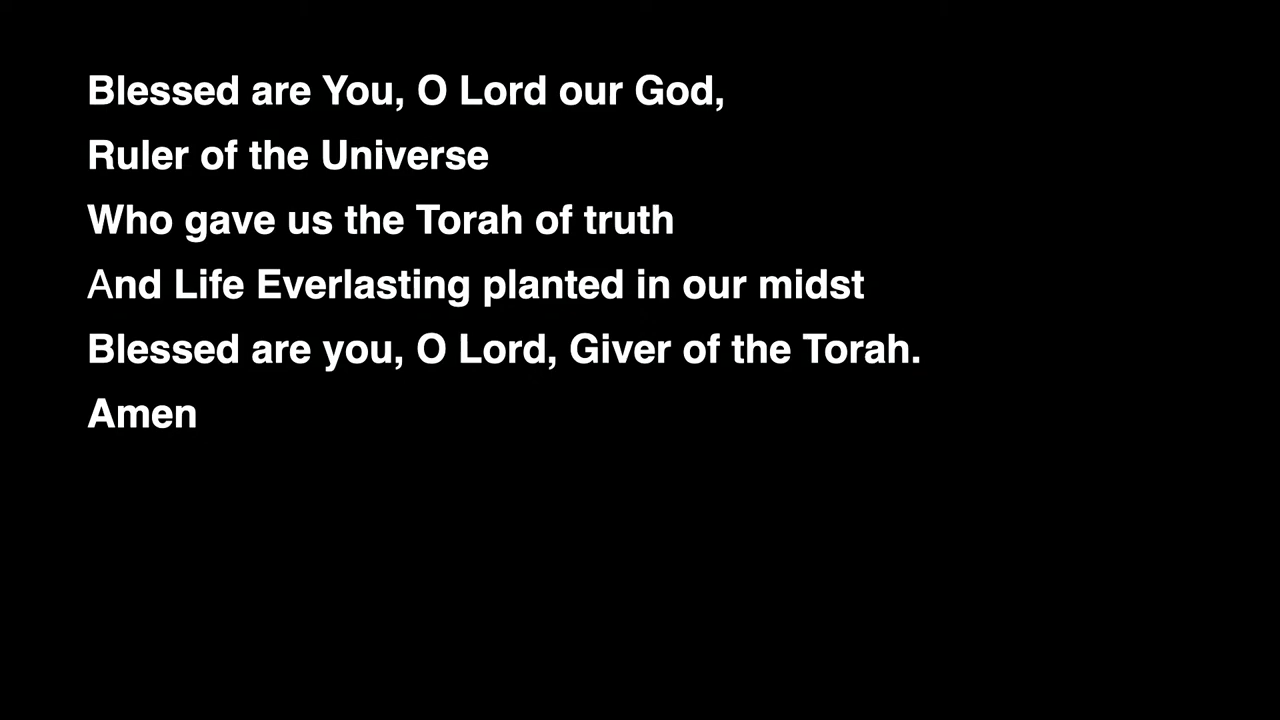 Blessed are You, O Lord our God,
Ruler of the Universe
Who gave us the Torah of truth
And Life Everlasting planted in our midst
Blessed are you, O Lord, Giver of the Torah.
Amen